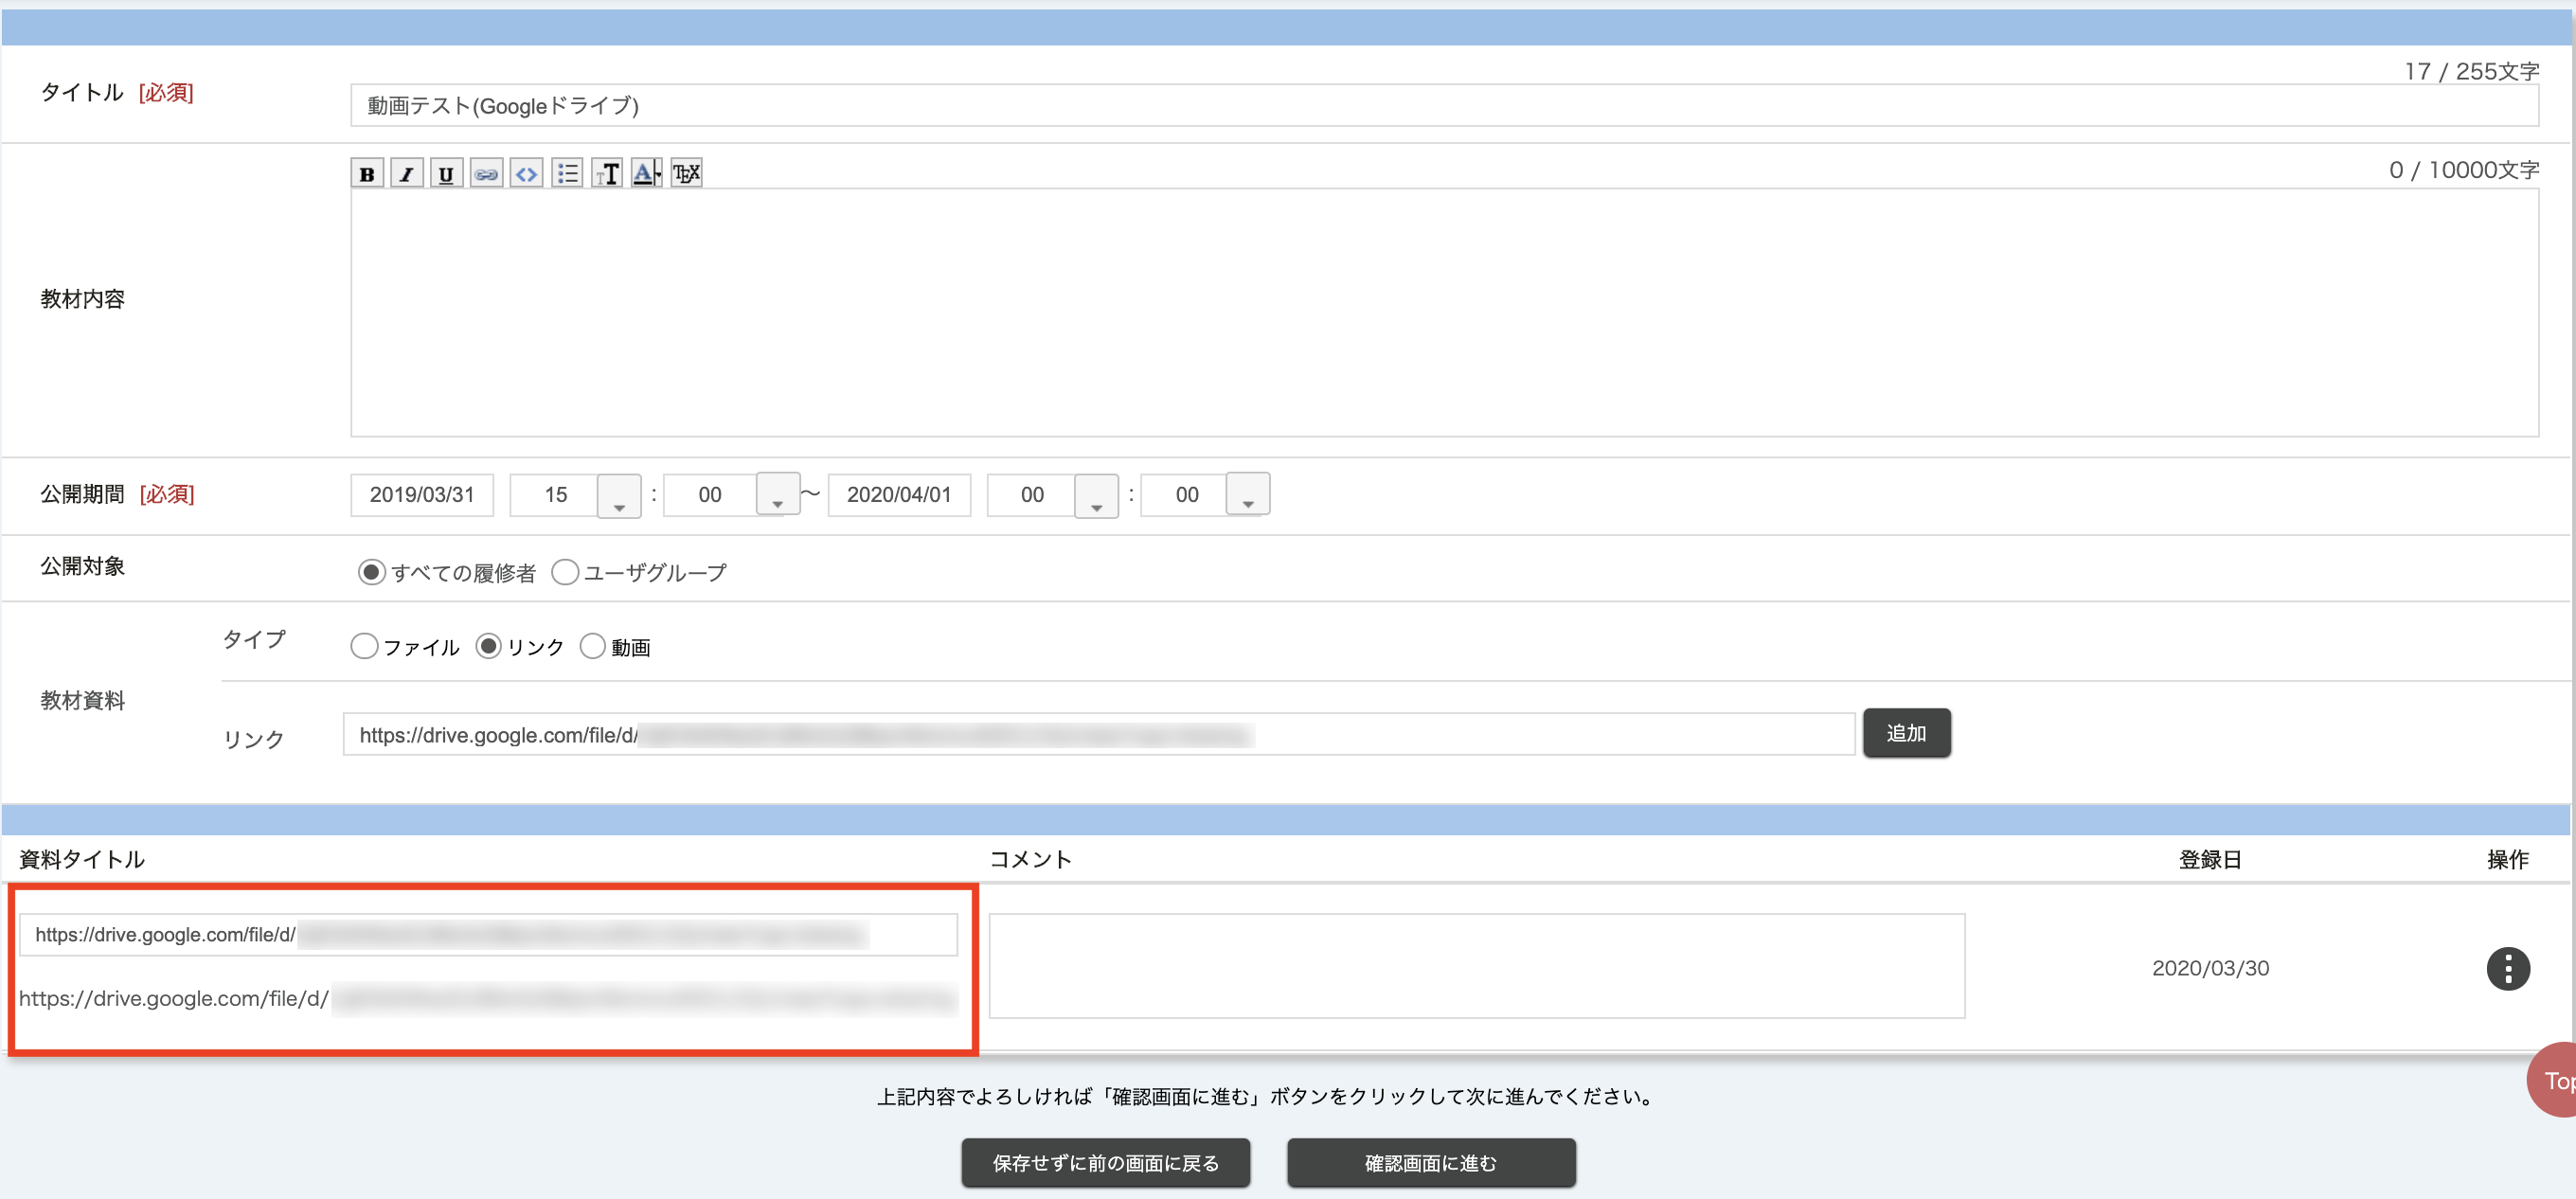 17 / 255文字
タイトル [必須]
動画テスト(Googleドライブ)
B I U <> TT A TEX
0 / 10000文字
教材内容
公開期間 [必須]
2019/03/31 15 : 00 〜 2020/04/01 00 : 00
公開対象
すべての履修者 ユーザグループ
タイプ
ファイル リンク 動画
教材資料
リンク
https://drive.google.com/file/d/
追加
資料タイトル コメント 登録日 操作
https://drive.google.com/file/d/
2020/03/30
https://drive.google.com/file/d/
Top
上記内容でよろしければ「確認画面に進む」ボタンをクリックして次に進んでください。
保存せずに前の画面に戻る 確認画面に進む